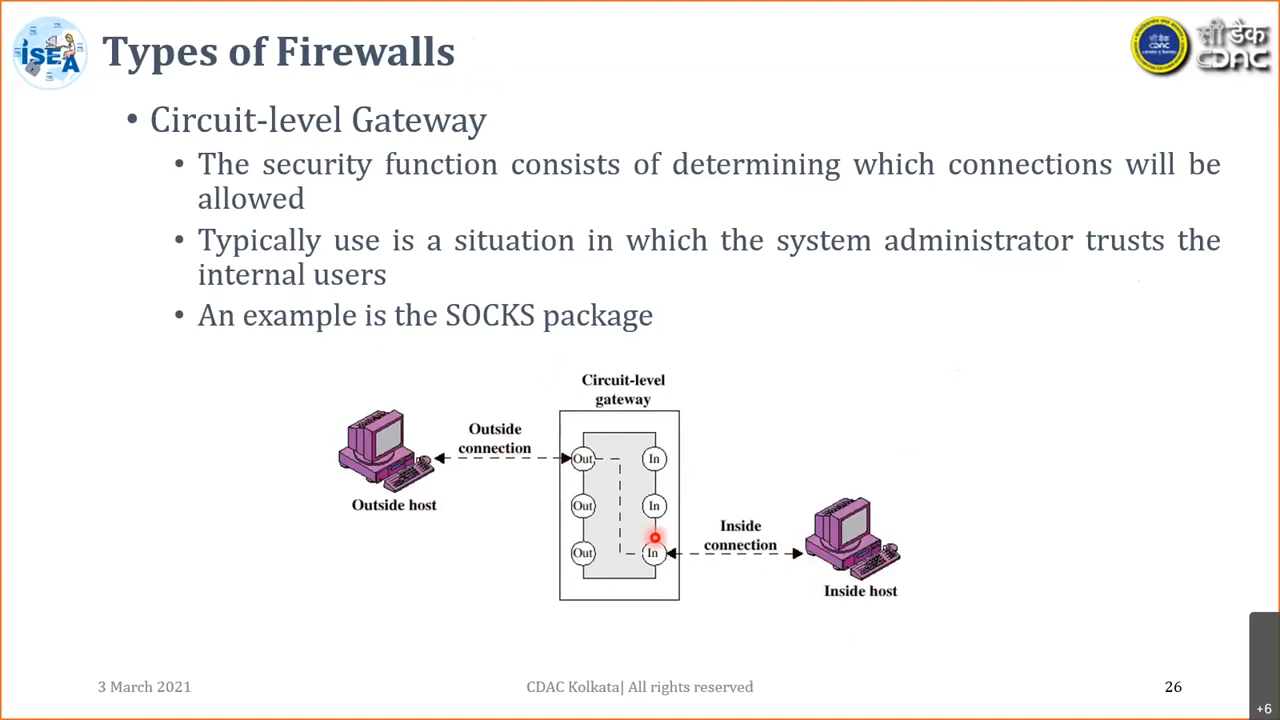 ISEA
Types of Firewalls
सी डैक
CDAC
• Circuit-level Gateway
• The security function consists of determining which connections will be
allowed
• Typically use is a situation in which the system administrator trusts the
internal users
• An example is the SOCKS package
Circuit-level
gateway
Outside
connection
Out
In
Outside host
Out
In
Inside
connection
Out
In
Inside host
3 March 2021
CDAC Kolkata| All rights reserved
26
+6